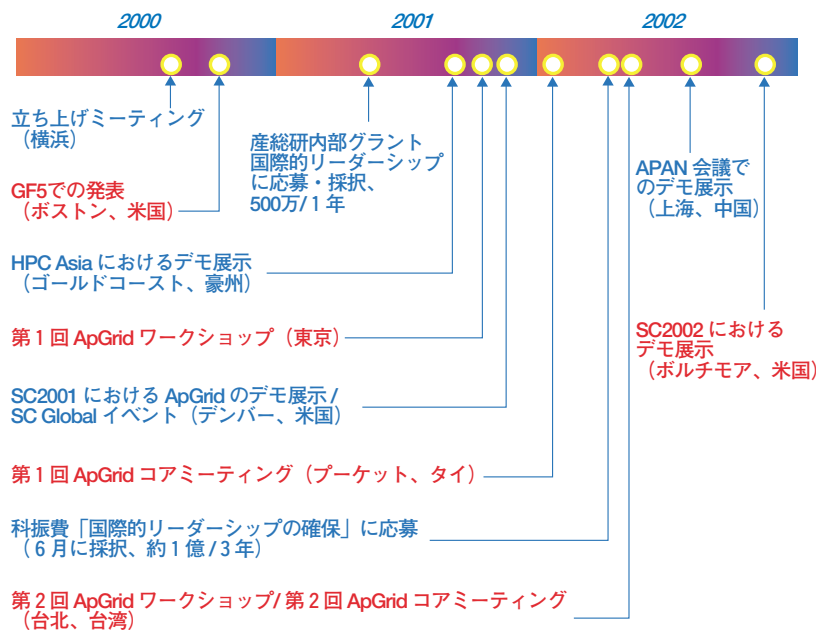 2000
2001
2002
立ち上げミーティング
（横浜）
GF5での発表
（ボストン、米国）
産総研内部グラント
国際的リーダーシップ
に応募・採択、
500万/1年
HPC Asia におけるデモ展示
（ゴールドコースト、豪州）
第1回 ApGrid ワークショップ（東京）
SC2001 における ApGrid のデモ展示 /
SC Global イベント（デンバー、米国）
第1回 ApGrid コアミーティング（プーケット、タイ）
科振費「国際的リーダーシップの確保」に応募
（6月に採択、約1億/3年）
第2回 ApGrid ワークショップ/ 第2回 ApGrid コアミーティング
（台北、台湾）
APAN 会議で
のデモ展示
（上海、中国）
SC2002 における
デモ展示
（ボルチモア、米国）